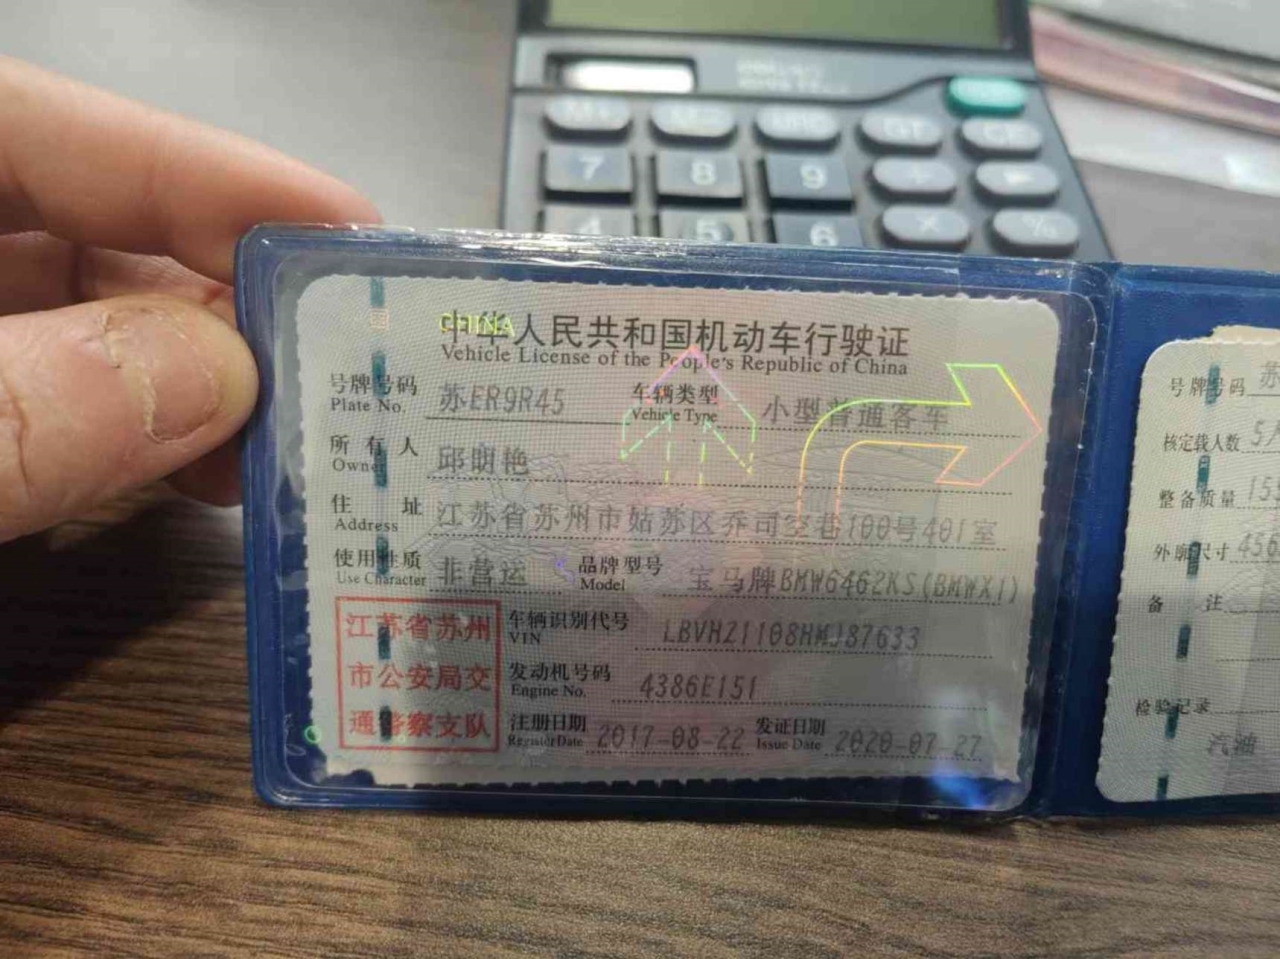 7 8 9
4 5 6
CHINA
中华人民共和国机动车行驶证
Vehicle License of the People's Republic of China
号牌号码 苏ER9R45 车辆类型 小型普通客车
Plate No. Vehicle Type
所有人 邱明艳
Owner
住址 江苏省苏州市姑苏区乔司空巷100号401室
Address
使用性质 非营运 品牌型号 宝马牌BMW6462KS(BMWX1)
Use Character Model
江苏省苏州
市公安局交
通警察支队
车辆识别代号 LBVHZ1108HMJ87633
VIN
发动机号码 4386E151
Engine No.
注册日期 2017-08-22 发证日期 2020-07-27
Register Date Issue Date
号牌号码 苏
核定载人数 5人
整备质量 155
外廓尺寸 456
备注
检验记录
汽油